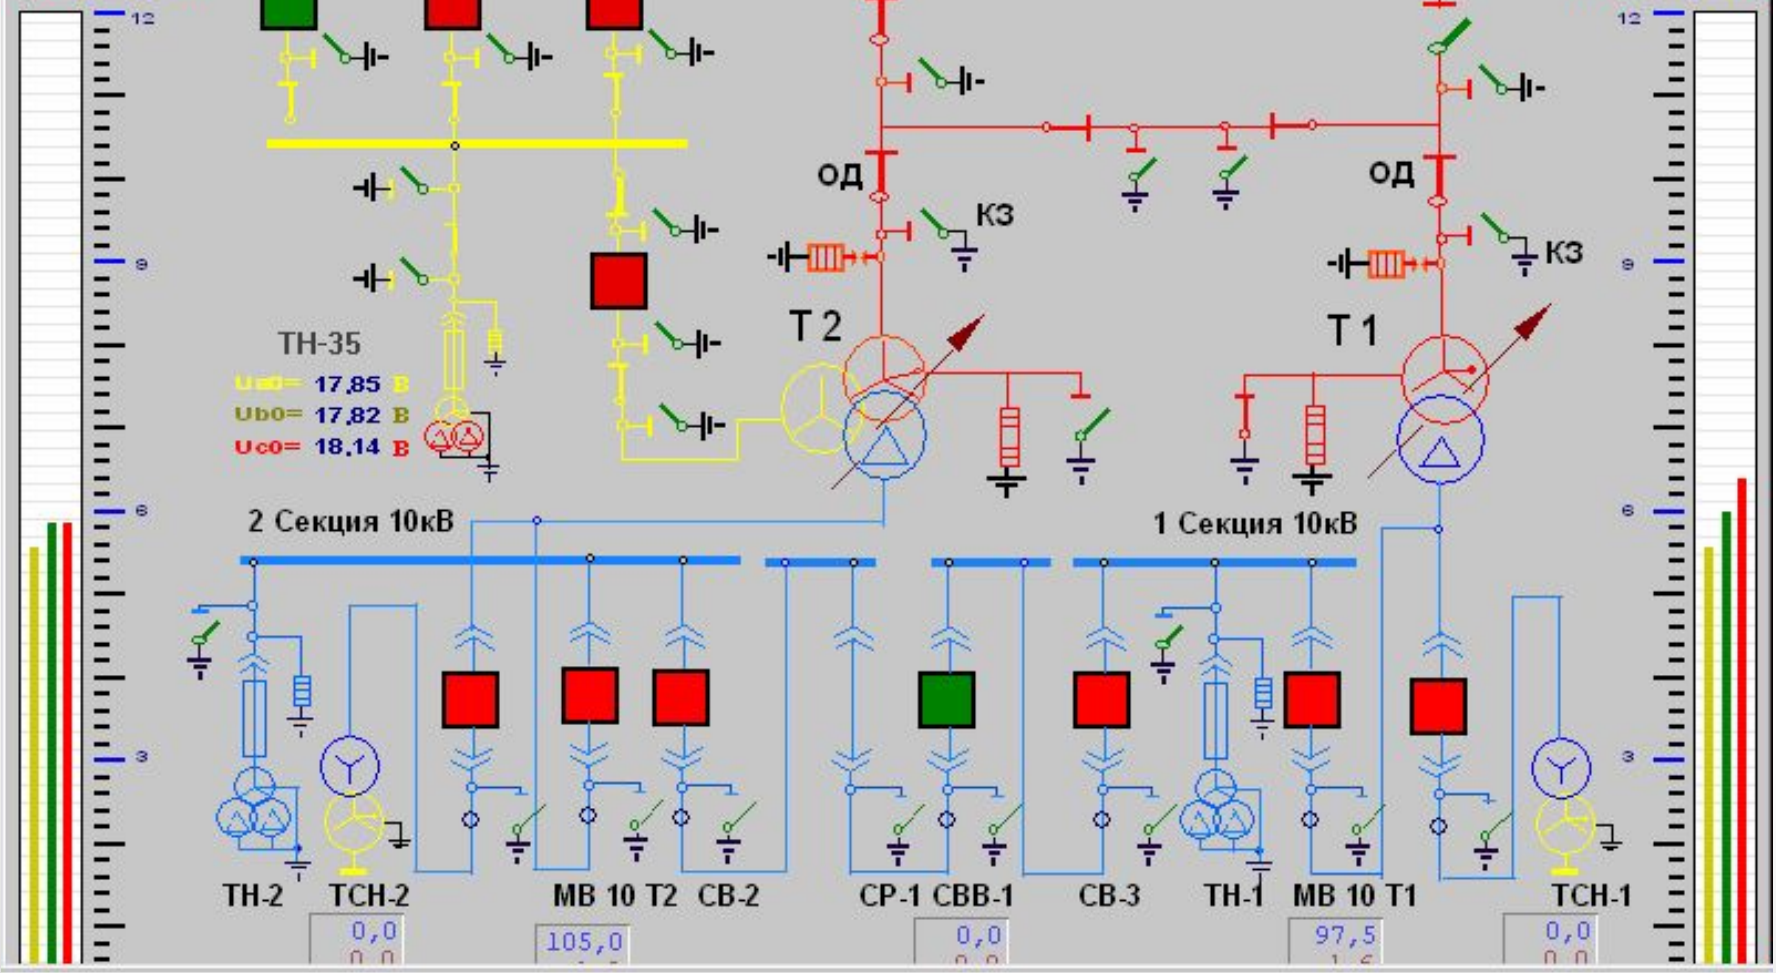 12
12
ОД
ОД
КЗ
КЗ
9
9
Т 2
Т 1
ТН-35
Ua0= 17,85 В
Ub0= 17,82 В
Uc0= 18,14 В
6
6
2 Секция 10кВ
1 Секция 10кВ
3
3
ТН-2
ТСН-2
МВ 10 Т2
СВ-2
СР-1
СВВ-1
СВ-3
ТН-1
МВ 10 Т1
ТСН-1
0,0
105,0
0,0
97,5
0,0